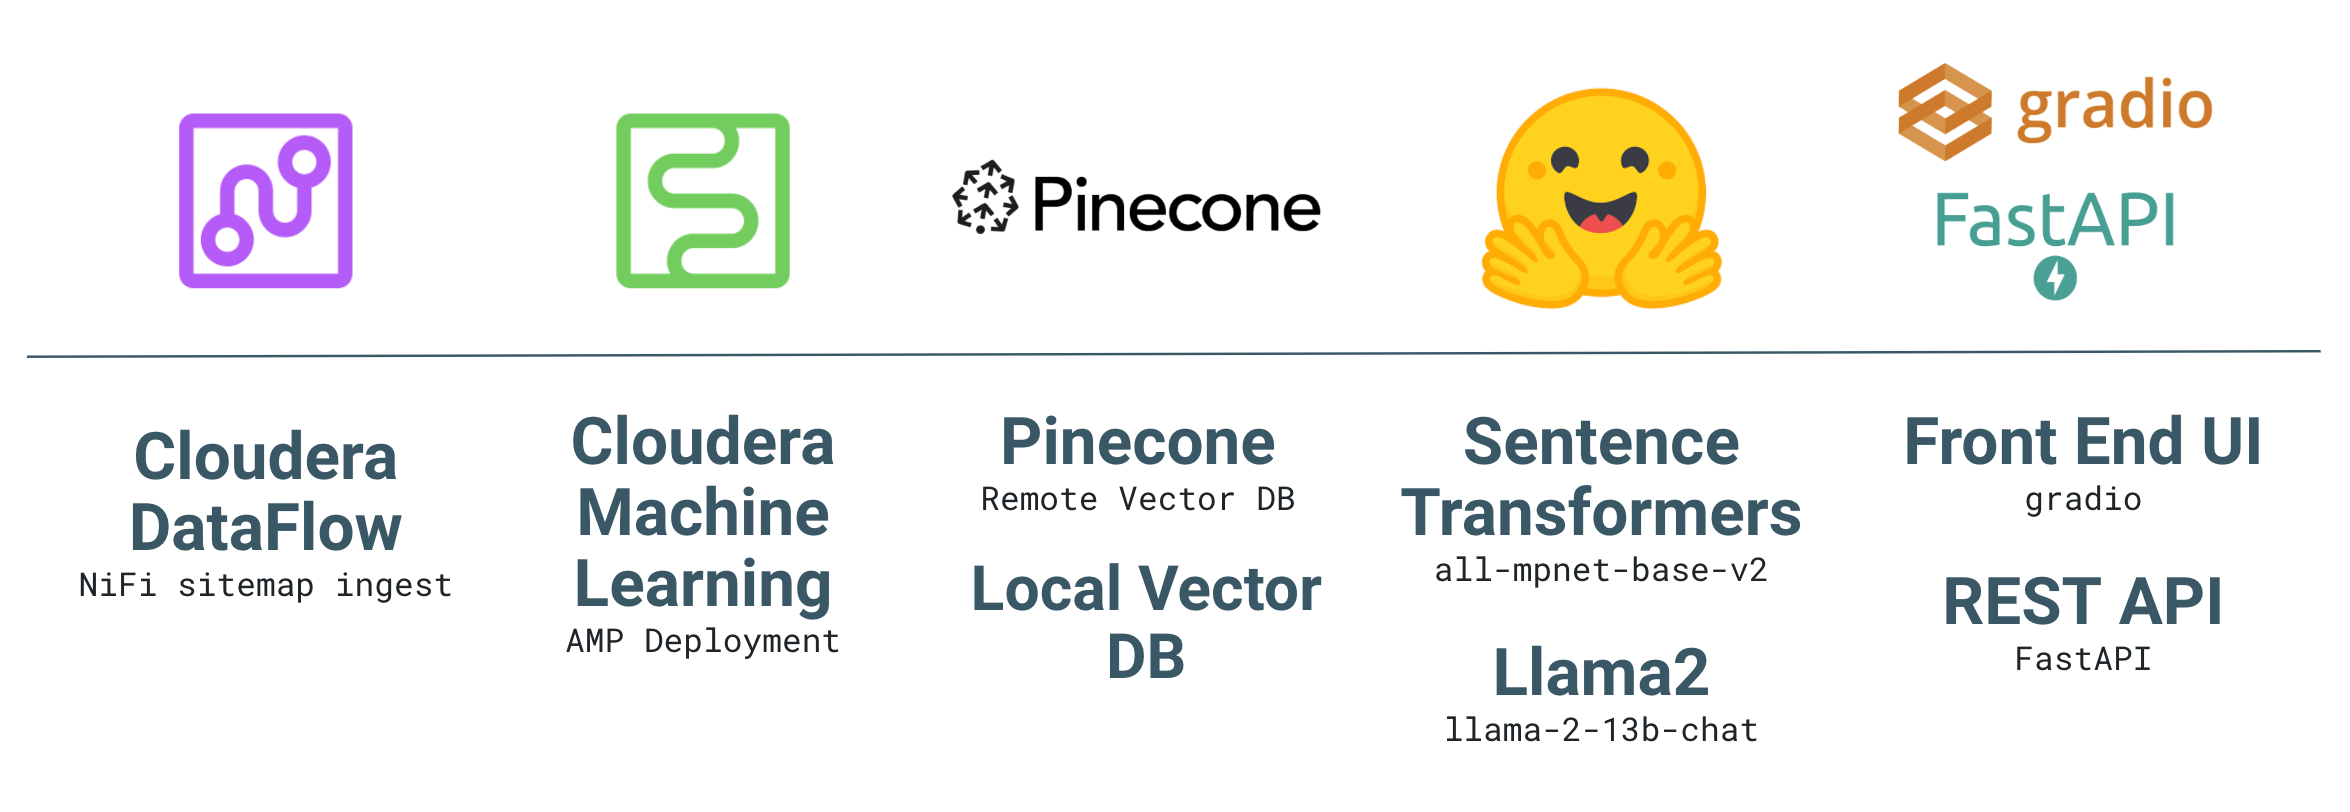 Pinecone
gradio
FastAPI
Cloudera
DataFlow
NiFi sitemap ingest
Cloudera
Machine
Learning
AMP Deployment
Pinecone
Remote Vector DB
Local Vector
DB
Sentence
Transformers
all-mpnet-base-v2
Llama2
llama-2-13b-chat
Front End UI
gradio
REST API
FastAPI